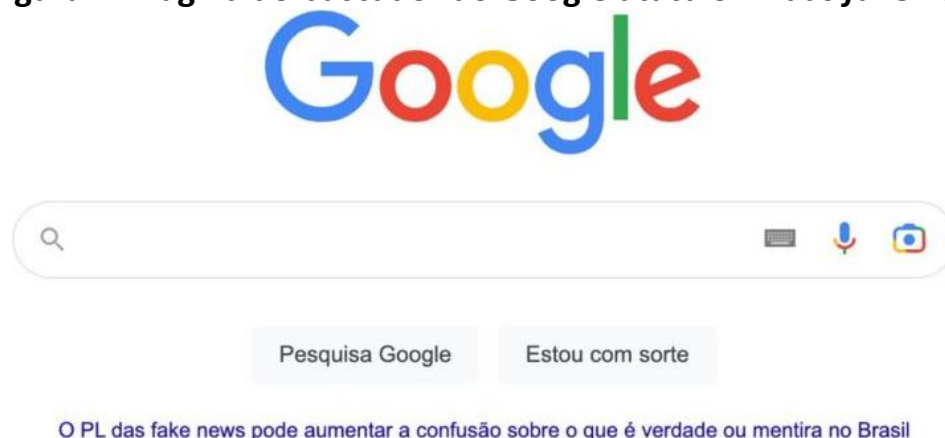 Google
Pesquisa Google
Estou com sorte
O PL das fake news pode aumentar a confusão sobre o que é verdade ou mentira no Brasil